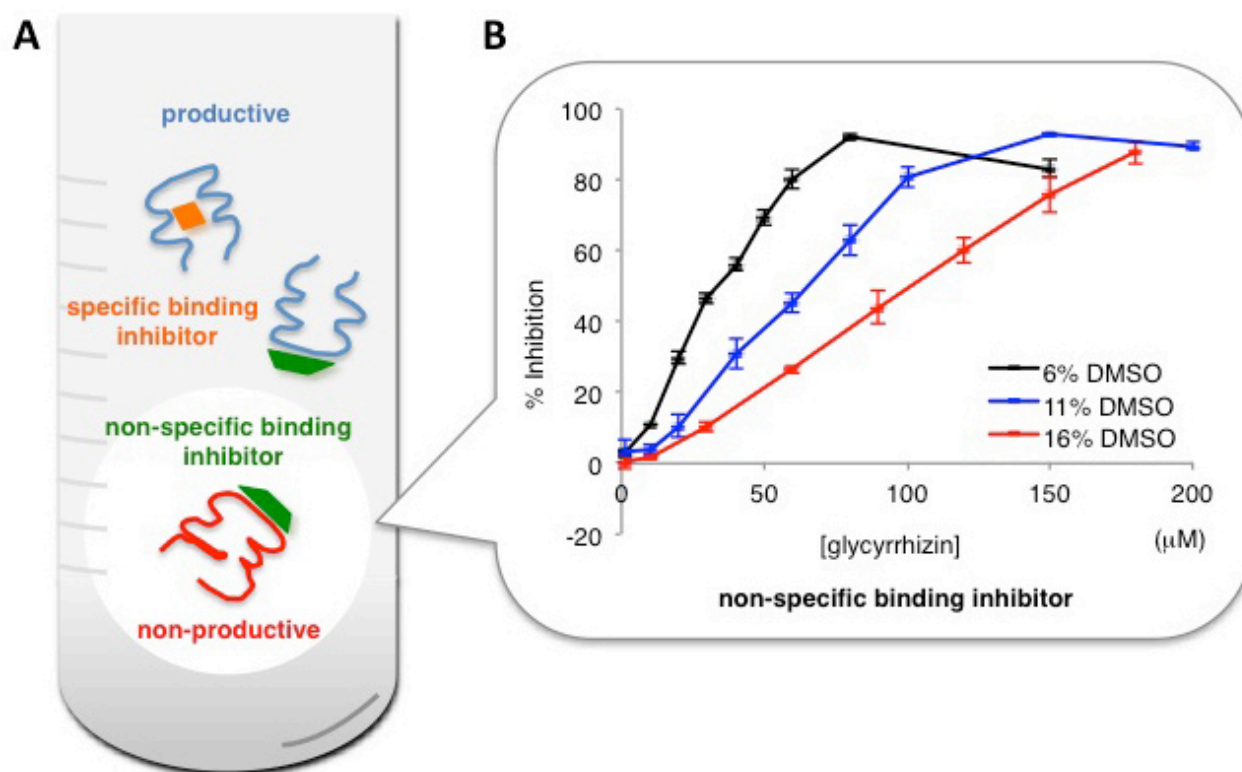 A
productive
specific binding
inhibitor
non-specific binding
inhibitor
non-productive
B
% Inhibition
100
80
60
40
20
0
-20
0
50
100
150
200
6% DMSO
11% DMSO
16% DMSO
[glycyrrhizin]
(μM)
non-specific binding inhibitor